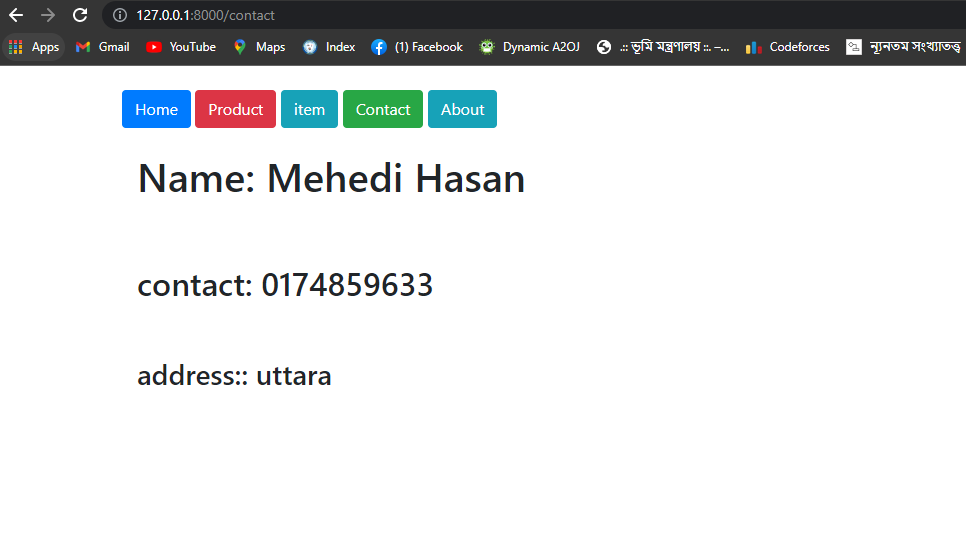 127.0.0.1:8000/contact
Apps Gmail YouTube Maps Index (1) Facebook Dynamic A2OJ .:: ভূমি মন্ত্রণালয় ::. –... Codeforces ন্যূনতম সংখ্যাতত্ত্ব
Home Product item Contact About
Name: Mehedi Hasan
contact: 0174859633
address:: uttara